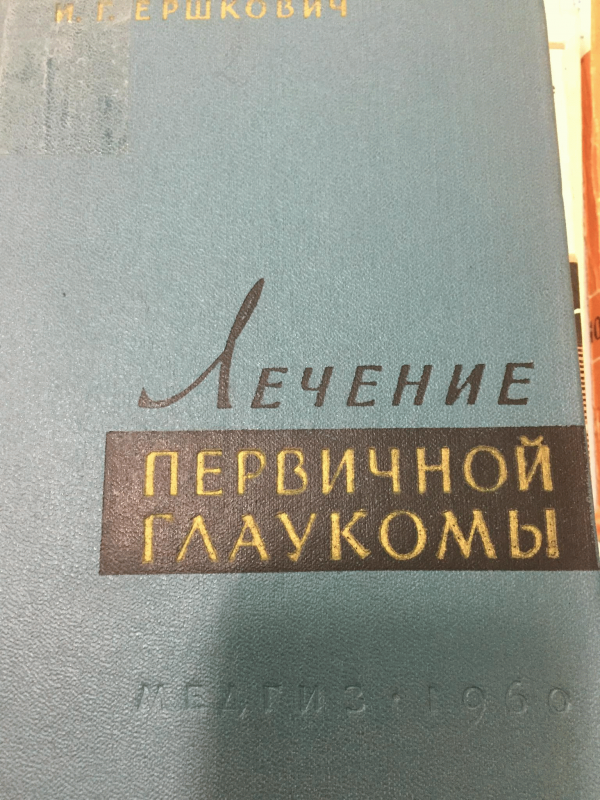 И. Г. ЕРШКОВИЧ
ЛЕЧЕНИЕ
ПЕРВИЧНОЙ
ГЛАУКОМЫ
МЕДГИЗ · 1960